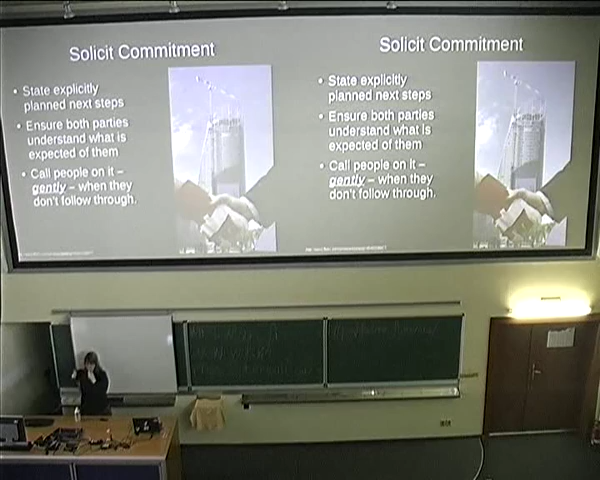 Solicit Commitment
• State explicitly
planned next steps
• Ensure both parties
understand what is
expected of them
• Call people on it –
gently – when they
don't follow through.
Solicit Commitment
• State explicitly
planned next steps
• Ensure both parties
understand what is
expected of them
• Call people on it –
gently – when they
don't follow through.